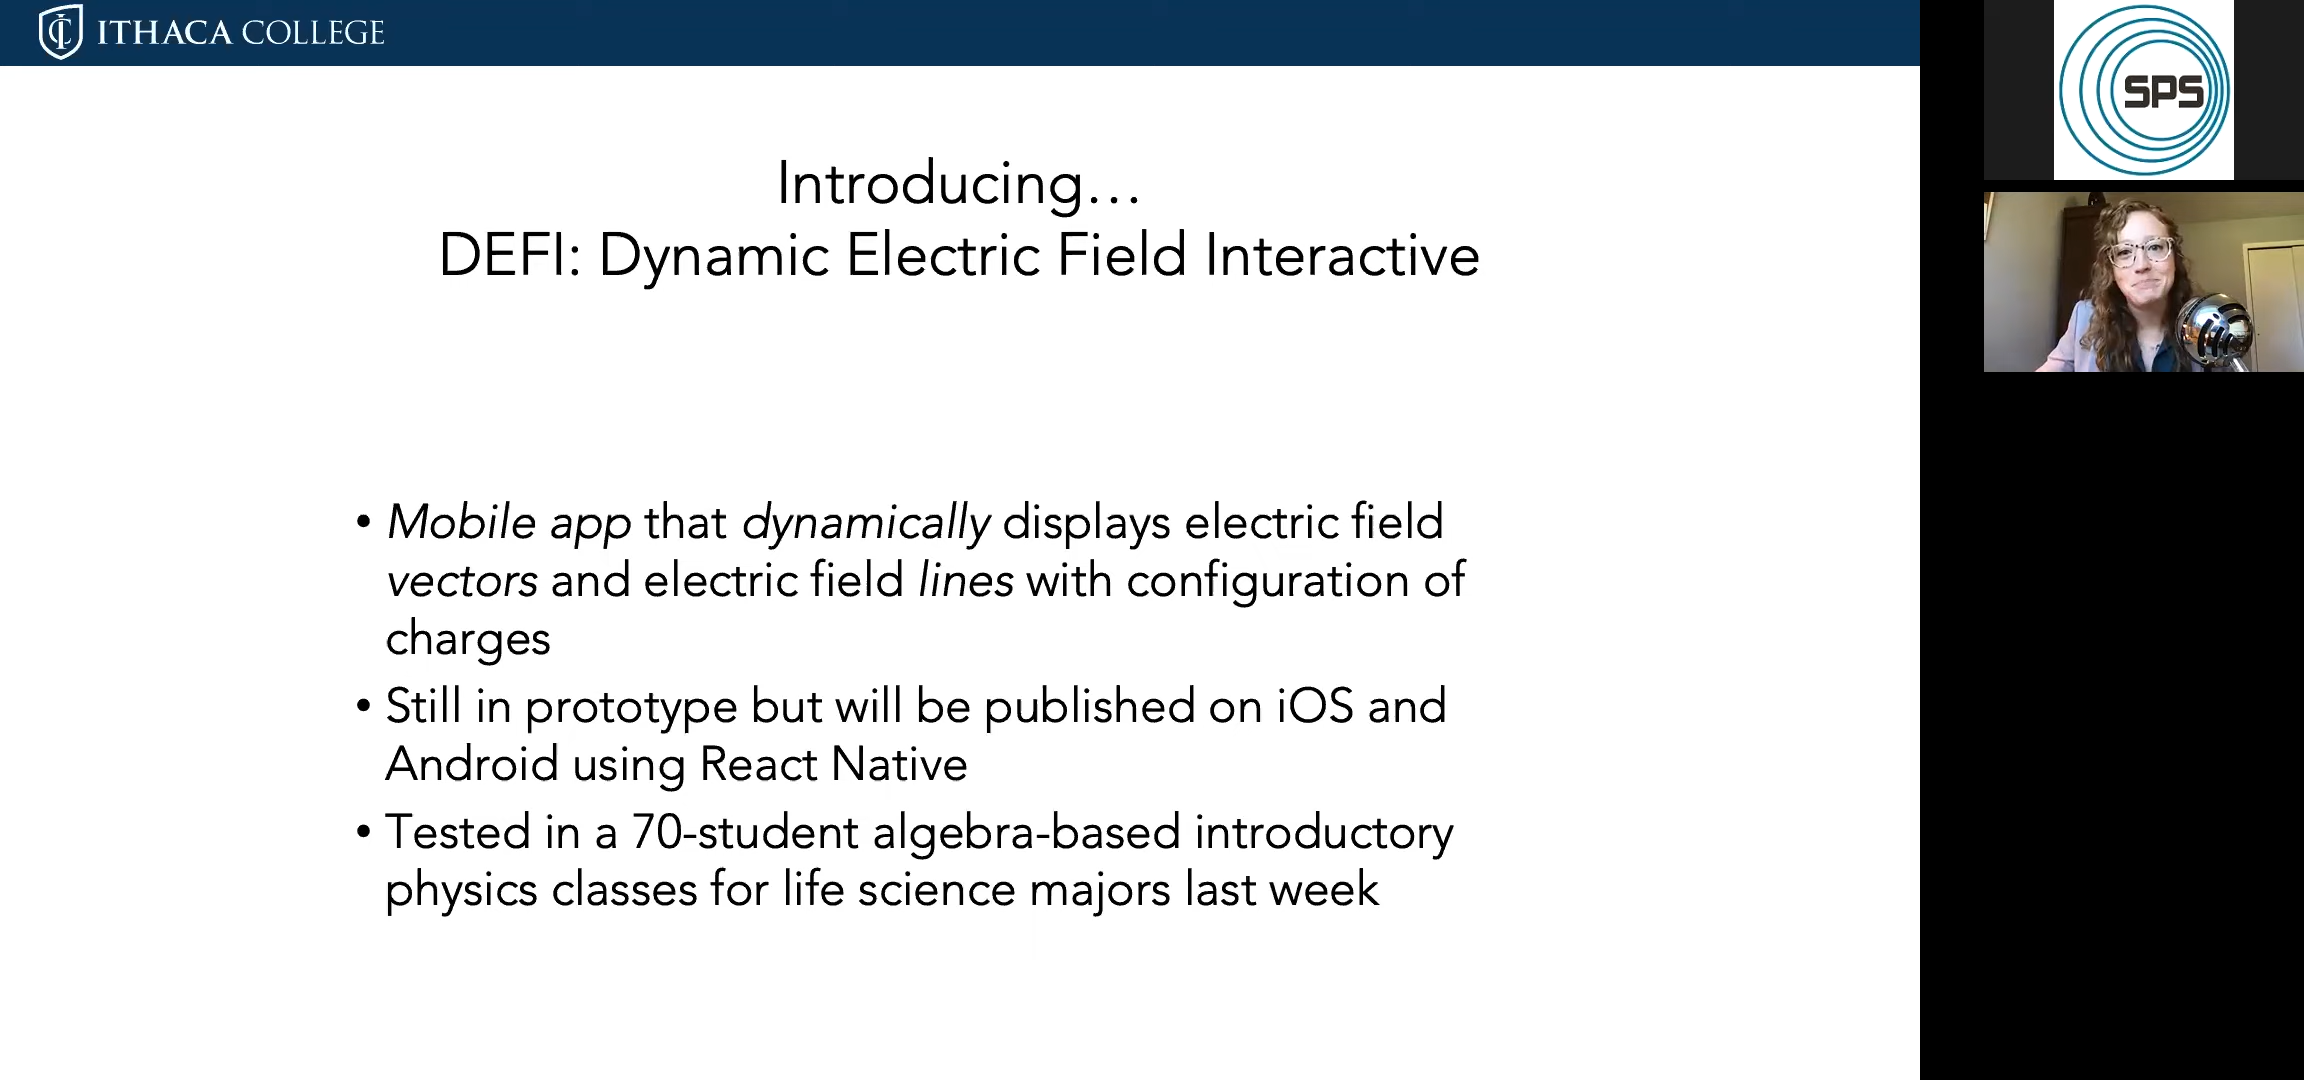 ITHACA COLLEGE
SPS
Introducing...
DEFI: Dynamic Electric Field Interactive
• Mobile app that dynamically displays electric field
vectors and electric field lines with configuration of
charges
• Still in prototype but will be published on iOS and
Android using React Native
• Tested in a 70-student algebra-based introductory
physics classes for life science majors last week